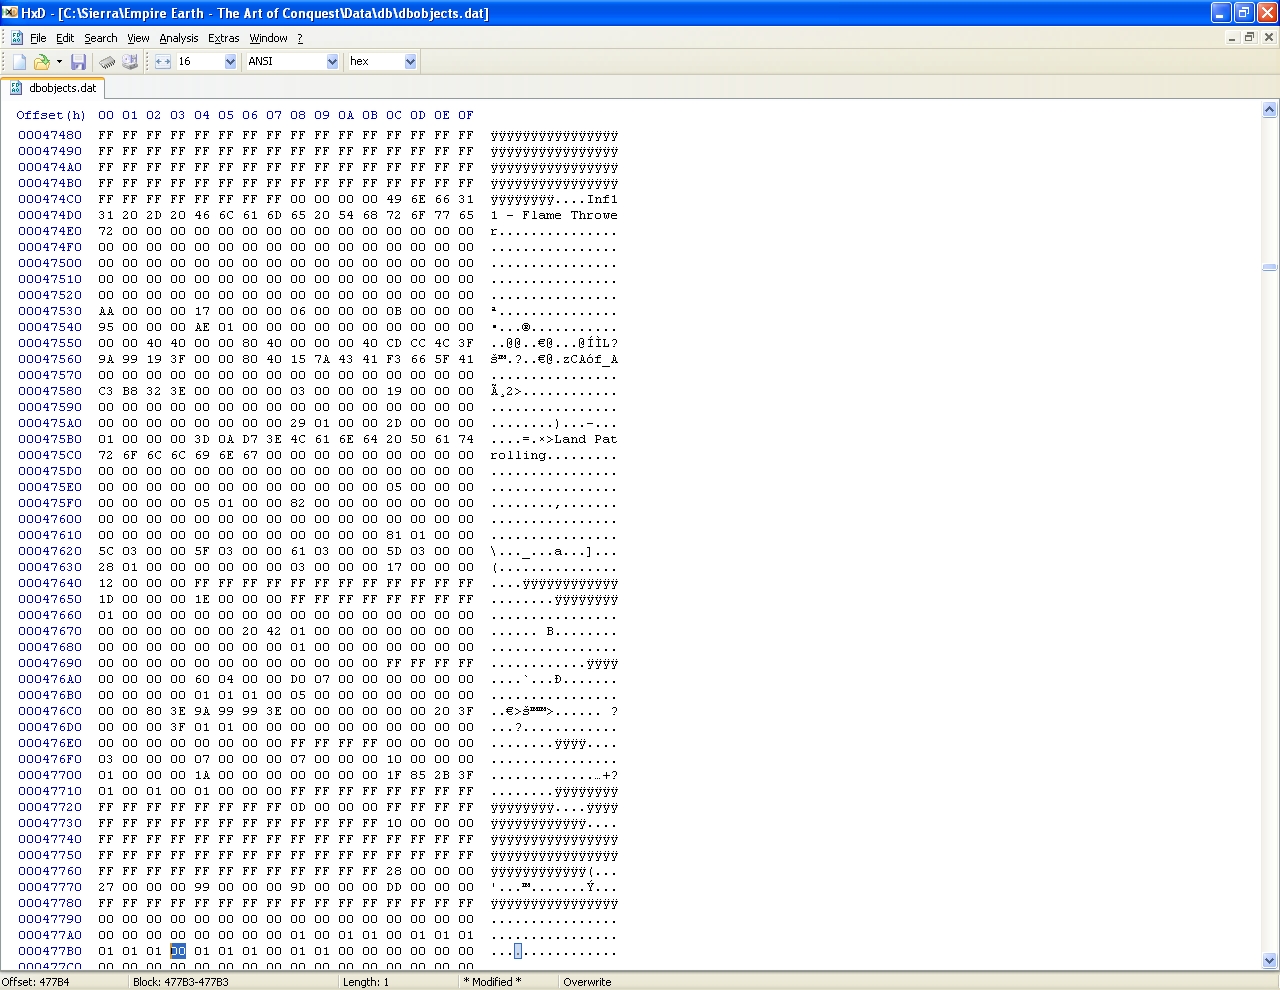 HxD - [C:\Sierra\Empire Earth - The Art of Conquest\Data\db\dbobjects.dat]
File Edit Search View Analysis Extras Window ?
16 ANSI hex
dbobjects.dat
Offset(h) 00 01 02 03 04 05 06 07 08 09 0A 0B 0C 0D 0E 0F
00047480 FF FF FF FF FF FF FF FF FF FF FF FF FF FF FF FF ÿÿÿÿÿÿÿÿÿÿÿÿÿÿÿÿ
00047490 FF FF FF FF FF FF FF FF FF FF FF FF FF FF FF FF ÿÿÿÿÿÿÿÿÿÿÿÿÿÿÿÿ
000474A0 FF FF FF FF FF FF FF FF FF FF FF FF FF FF FF FF ÿÿÿÿÿÿÿÿÿÿÿÿÿÿÿÿ
000474B0 FF FF FF FF FF FF FF FF FF FF FF FF FF FF FF FF ÿÿÿÿÿÿÿÿÿÿÿÿÿÿÿÿ
000474C0 FF FF FF FF FF FF FF FF 00 00 00 00 49 6E 66 31 ÿÿÿÿÿÿÿÿ....Inf1
000474D0 31 20 2D 20 46 6C 61 6D 65 20 54 68 72 6F 77 65 1 - Flame Throwe
000474E0 72 00 00 00 00 00 00 00 00 00 00 00 00 00 00 00 r...............
000474F0 00 00 00 00 00 00 00 00 00 00 00 00 00 00 00 00 ................
00047500 00 00 00 00 00 00 00 00 00 00 00 00 00 00 00 00 ................
00047510 00 00 00 00 00 00 00 00 00 00 00 00 00 00 00 00 ................
00047520 00 00 00 00 00 00 00 00 00 00 00 00 00 00 00 00 ................
00047530 AA 00 00 00 17 00 00 00 06 00 00 00 0B 00 00 00 ª...............
00047540 95 00 00 00 AE 01 00 00 00 00 00 00 00 00 00 00 •...®...........
00047550 00 00 40 40 00 00 80 40 00 00 00 40 CD CC 4C 3F ..@@..€@...@ÍÌL?
00047560 9A 99 19 3F 00 00 80 40 15 7A 43 41 F3 66 5F 41 š™.?..€@.zCAóf_A
00047570 00 00 00 00 00 00 00 00 00 00 00 00 00 00 00 00 ................
00047580 C3 B8 32 3E 00 00 00 00 03 00 00 00 19 00 00 00 Ã¸2>............
00047590 00 00 00 00 00 00 00 00 00 00 00 00 00 00 00 00 ................
000475A0 00 00 00 00 00 00 00 00 29 01 00 00 2D 00 00 00 ........)...-...
000475B0 01 00 00 00 3D 0A D7 3E 4C 61 6E 64 20 50 61 74 ....=.×>Land Pat
000475C0 72 6F 6C 6C 69 6E 67 00 00 00 00 00 00 00 00 00 rolling.........
000475D0 00 00 00 00 00 00 00 00 00 00 00 00 00 00 00 00 ................
000475E0 00 00 00 00 00 00 00 00 00 00 00 00 05 00 00 00 ................
000475F0 00 00 00 00 05 01 00 00 82 00 00 00 00 00 00 00 ........‚.......
00047600 00 00 00 00 00 00 00 00 00 00 00 00 00 00 00 00 ................
00047610 00 00 00 00 00 00 00 00 00 00 00 00 81 01 00 00 ................
00047620 5C 03 00 00 5F 03 00 00 61 03 00 00 5D 03 00 00 \..._...a...]...
00047630 28 01 00 00 00 00 00 00 03 00 00 00 17 00 00 00 (...............
00047640 12 00 00 00 FF FF FF FF FF FF FF FF FF FF FF FF ....ÿÿÿÿÿÿÿÿÿÿÿÿ
00047650 1D 00 00 00 1E 00 00 00 FF FF FF FF FF FF FF FF ........ÿÿÿÿÿÿÿÿ
00047660 01 00 00 00 00 00 00 00 00 00 00 00 00 00 00 00 ................
00047670 00 00 00 00 00 00 20 42 01 00 00 00 00 00 00 00 ...... B........
00047680 00 00 00 00 00 00 00 00 01 00 00 00 00 00 00 00 ................
00047690 00 00 00 00 00 00 00 00 00 00 00 00 FF FF FF FF ............ÿÿÿÿ
000476A0 00 00 00 00 60 04 00 00 D0 07 00 00 00 00 00 00 ....`...Ð.......
000476B0 00 00 00 00 01 01 01 00 05 00 00 00 00 00 00 00 ................
000476C0 00 00 80 3E 9A 99 99 3E 00 00 00 00 00 00 20 3F ..€>š™™>...... ?
000476D0 00 00 00 3F 01 01 00 00 00 00 00 00 00 00 00 00 ...?............
000476E0 00 00 00 00 00 00 00 00 FF FF FF FF 00 00 00 00 ........ÿÿÿÿ....
000476F0 03 00 00 00 07 00 00 00 07 00 00 00 10 00 00 00 ................
00047700 01 00 00 00 1A 00 00 00 00 00 00 00 1F 85 2B 3F .............…+?
00047710 01 00 01 00 01 00 00 00 FF FF FF FF FF FF FF FF ........ÿÿÿÿÿÿÿÿ
00047720 FF FF FF FF FF FF FF FF 0D 00 00 00 FF FF FF FF ÿÿÿÿÿÿÿÿ....ÿÿÿÿ
00047730 FF FF FF FF FF FF FF FF FF FF FF FF 10 00 00 00 ÿÿÿÿÿÿÿÿÿÿÿÿ....
00047740 FF FF FF FF FF FF FF FF FF FF FF FF FF FF FF FF ÿÿÿÿÿÿÿÿÿÿÿÿÿÿÿÿ
00047750 FF FF FF FF FF FF FF FF FF FF FF FF FF FF FF FF ÿÿÿÿÿÿÿÿÿÿÿÿÿÿÿÿ
00047760 FF FF FF FF FF FF FF FF FF FF FF FF 28 00 00 00 ÿÿÿÿÿÿÿÿÿÿÿÿ(...
00047770 27 00 00 00 99 00 00 00 9D 00 00 00 DD 00 00 00 '...™.......Ý...
00047780 FF FF FF FF FF FF FF FF FF FF FF FF FF FF FF FF ÿÿÿÿÿÿÿÿÿÿÿÿÿÿÿÿ
00047790 00 00 00 00 00 00 00 00 00 00 00 00 00 00 00 00 ................
000477A0 00 00 00 00 00 00 00 00 01 00 01 01 00 01 01 01 ................
000477B0 01 01 01 00 01 01 01 00 01 01 00 00 00 00 00 00 ................
000477C0 00 00 00 00 00 00 00 00 00 00 00 00 00 00 00 00 ................
Offset: 477B4 Block: 477B3-477B3 Length: 1 * Modified * Overwrite